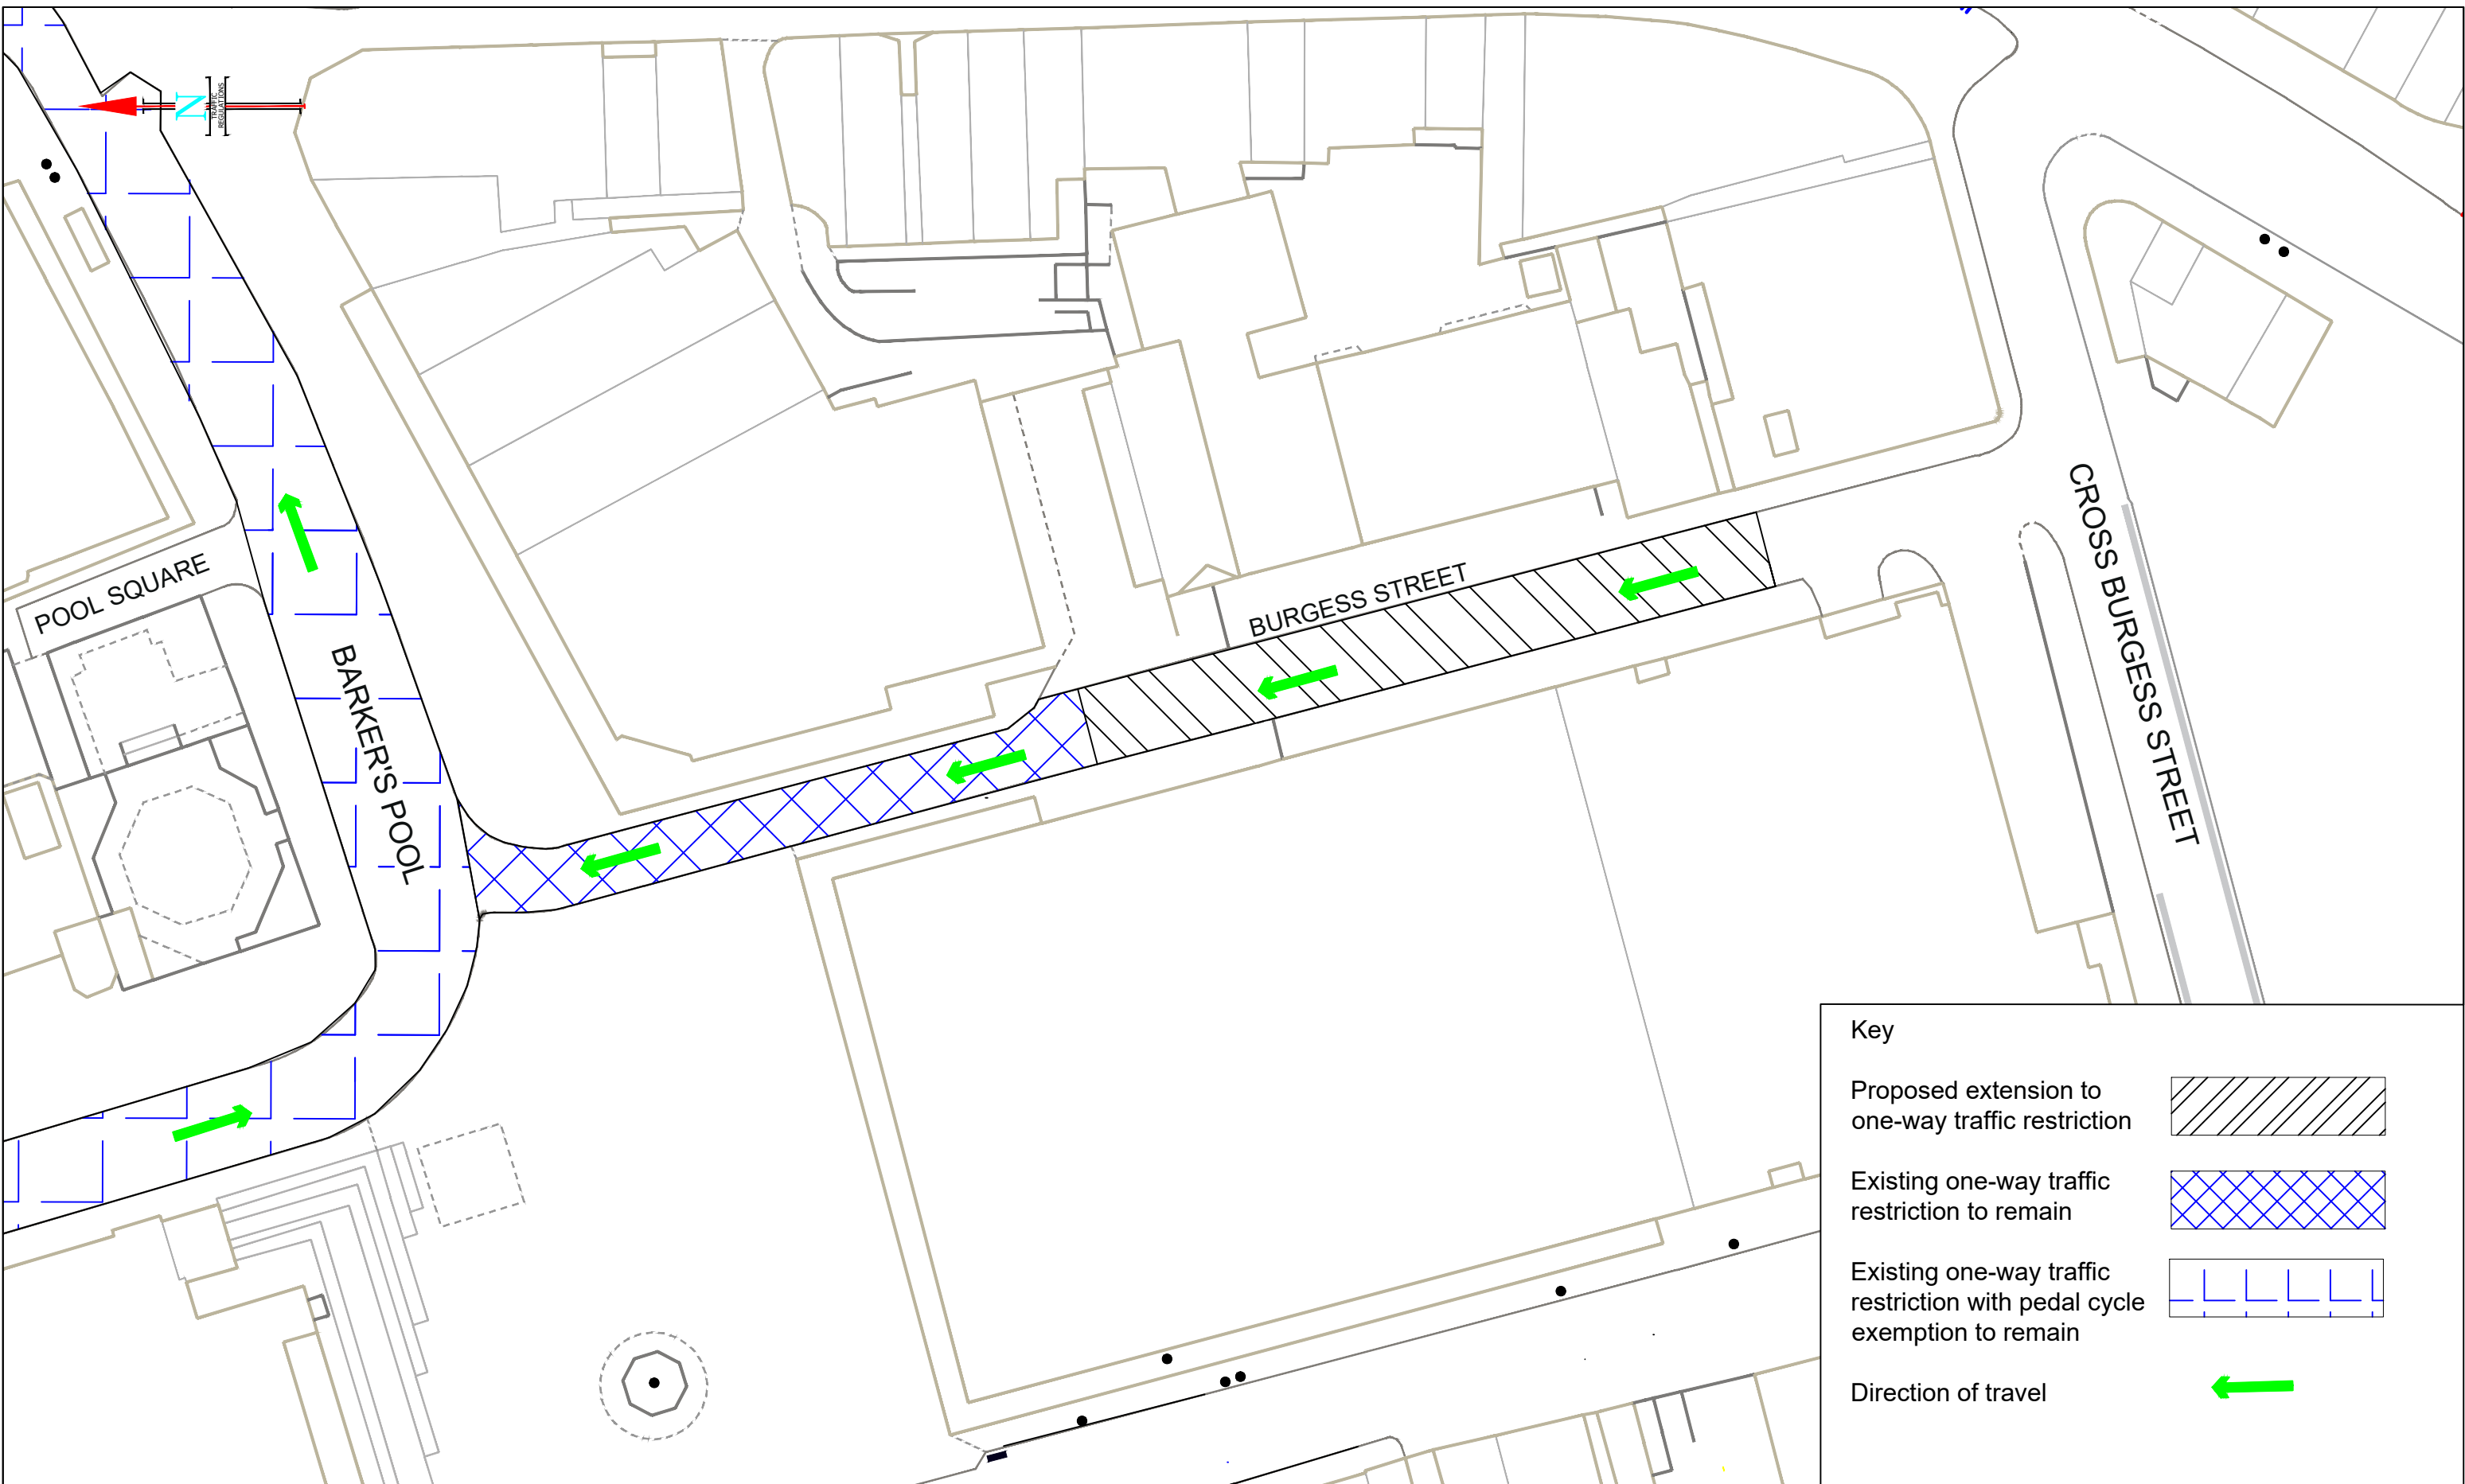 N
TRAFFIC
REGULATIONS
POOL SQUARE
BARKER'S POOL
BURGESS STREET
CROSS BURGESS STREET
Key
Proposed extension to
one-way traffic restriction
Existing one-way traffic
restriction to remain
Existing one-way traffic
restriction with pedal cycle
exemption to remain
Direction of travel